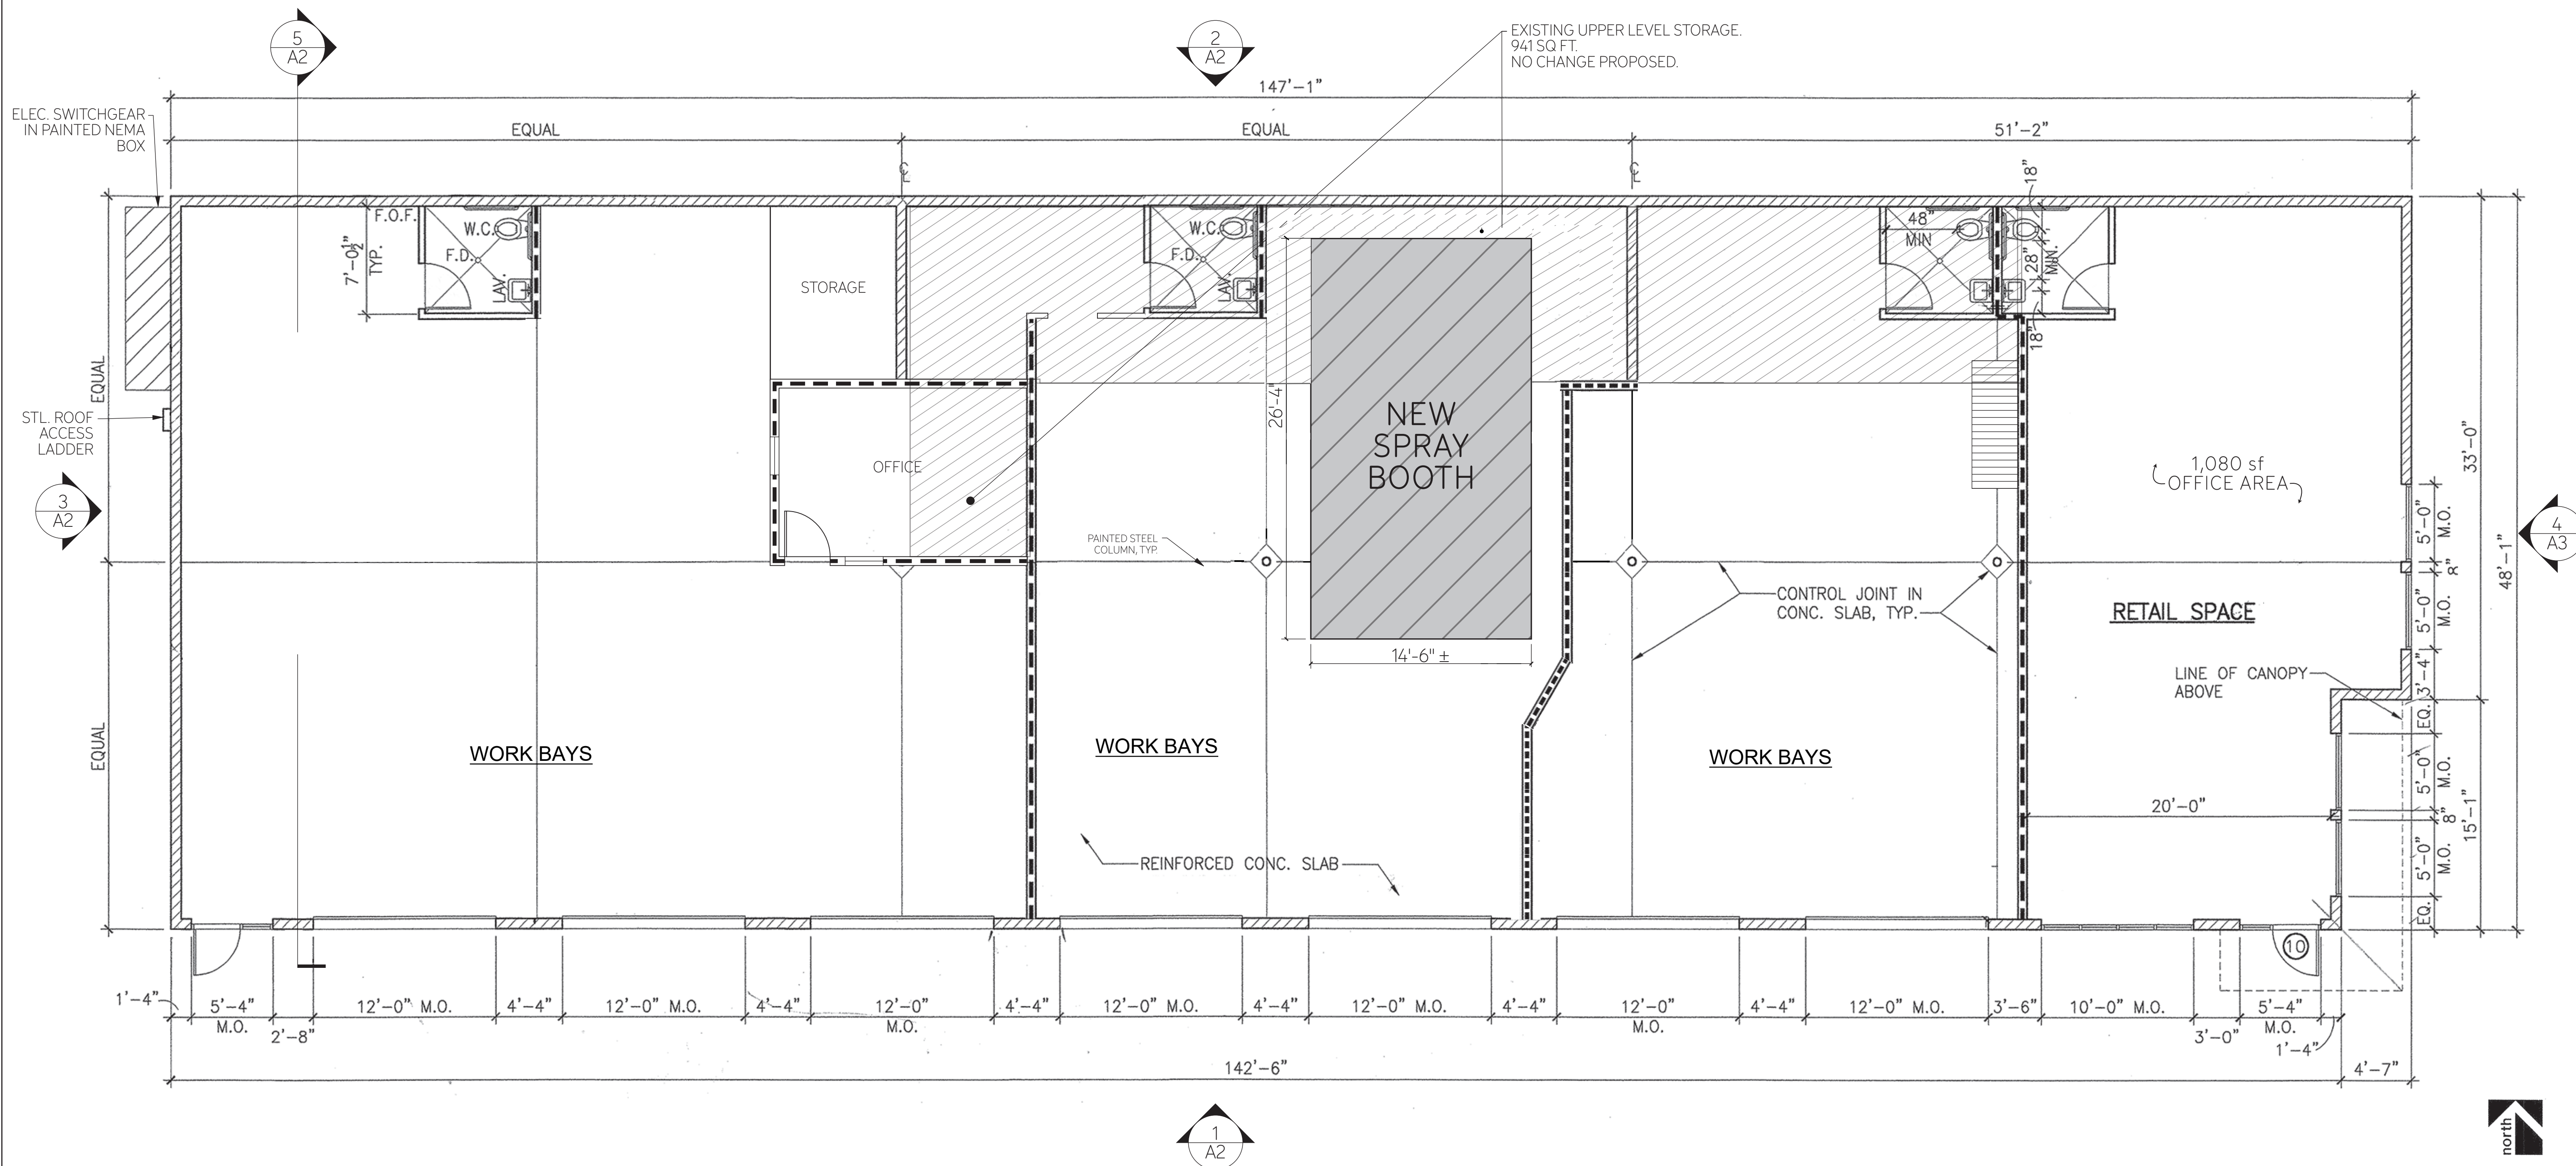 5
A2
2
A2
EXISTING UPPER LEVEL STORAGE.
941 SQ FT.
NO CHANGE PROPOSED.
147'-1"
ELEC. SWITCHGEAR
IN PAINTED NEMA
BOX
EQUAL
EQUAL
51'-2"
℄
℄
18"
F.O.F.
W.C.
F.D.
LAV.
7'-0½"
TYP.
STORAGE
W.C.
F.D.
LAV.
48"
MIN
28"
MIN.
18"
EQUAL
STL. ROOF
ACCESS
LADDER
3
A2
OFFICE
26'-4"
NEW
SPRAY
BOOTH
14'-6" ±
PAINTED STEEL
COLUMN, TYP.
1,080 sf
OFFICE AREA
33'-0"
48'-1"
5'-0"
M.O.
8"
5'-0"
M.O.
3'-4"
EQ.
5'-0"
M.O.
8"
5'-0"
M.O.
EQ.
15'-1"
4
A3
CONTROL JOINT IN
CONC. SLAB, TYP.
RETAIL SPACE
LINE OF CANOPY
ABOVE
EQUAL
WORK BAYS
WORK BAYS
WORK BAYS
20'-0"
REINFORCED CONC. SLAB
10
1'-4"
5'-4"
M.O.
2'-8"
12'-0" M.O.
4'-4"
12'-0" M.O.
4'-4"
12'-0"
M.O.
4'-4"
12'-0" M.O.
4'-4"
12'-0" M.O.
4'-4"
12'-0"
M.O.
4'-4"
12'-0" M.O.
3'-6"
10'-0" M.O.
3'-0"
5'-4"
M.O.
1'-4"
142'-6"
4'-7"
1
A2
north